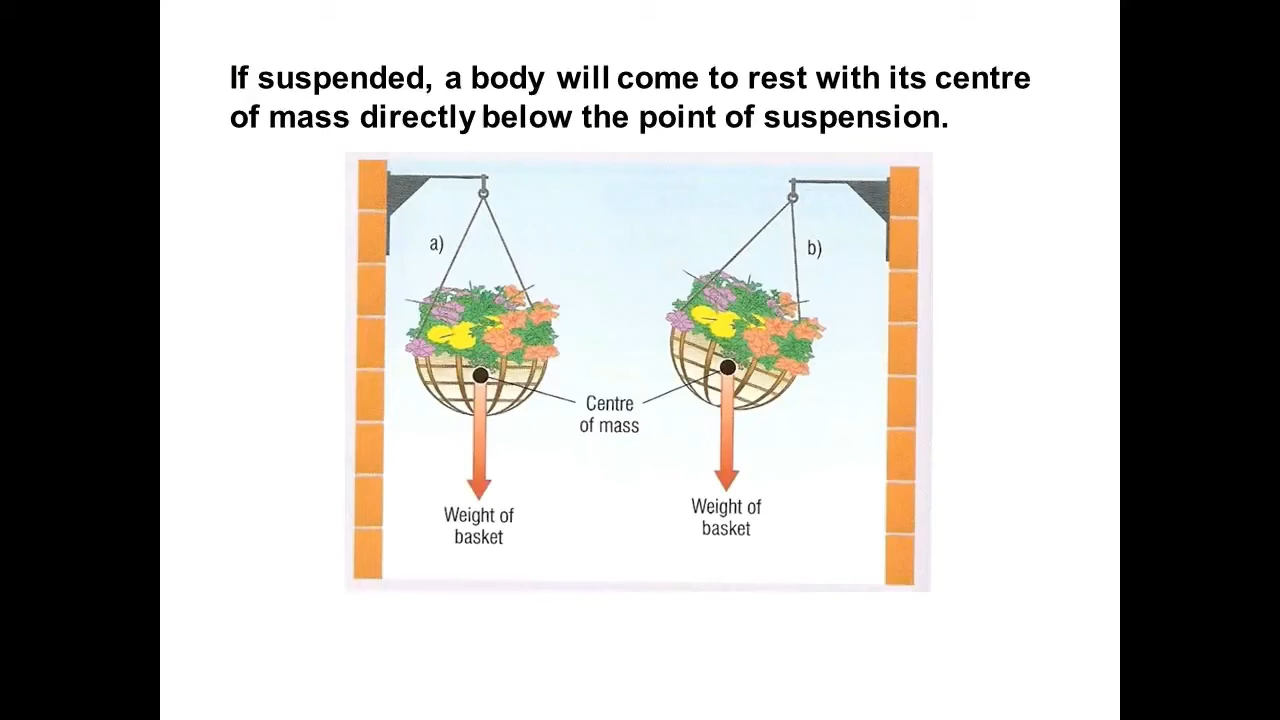 If suspended, a body will come to rest with its centre
of mass directly below the point of suspension.
a)
b)
Centre
of mass
Weight of
basket
Weight of
basket